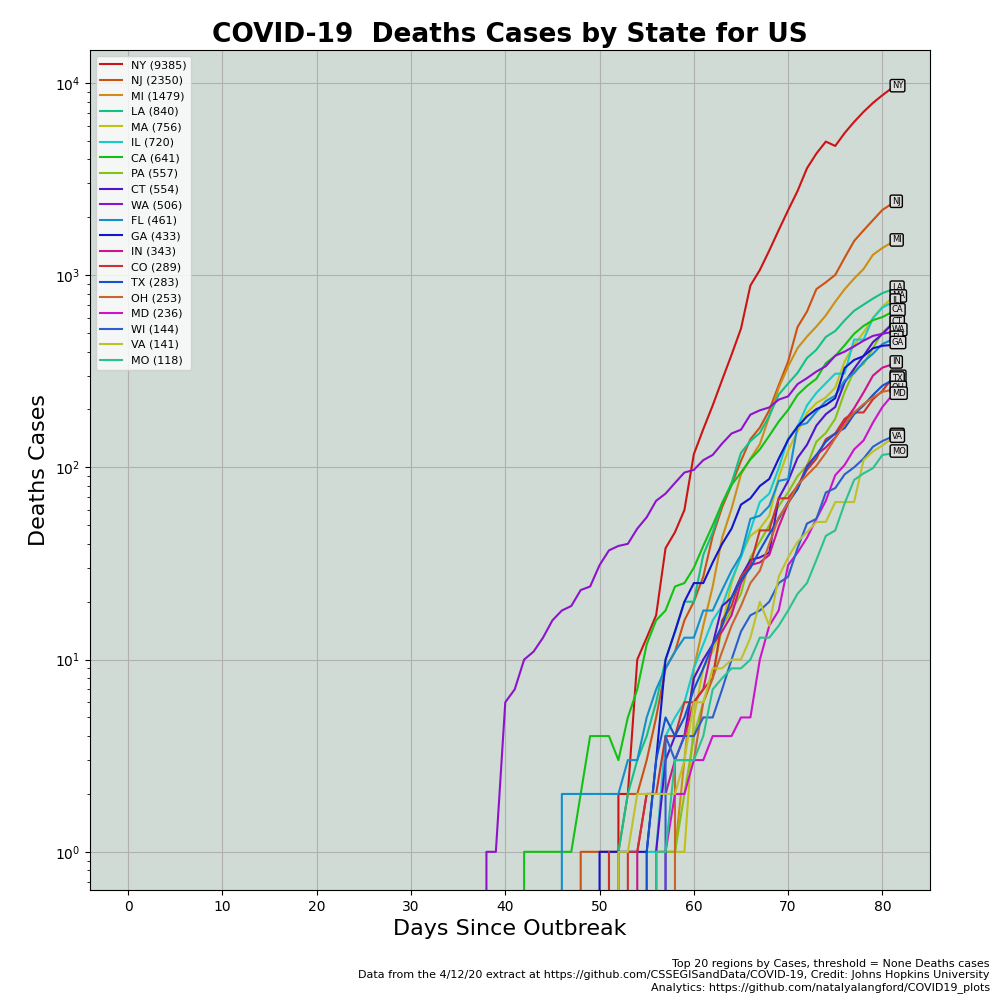 COVID-19  Deaths Cases by State for US
NY (9385)
NJ (2350)
MI (1479)
LA (840)
MA (756)
IL (720)
CA (641)
PA (557)
CT (554)
WA (506)
FL (461)
GA (433)
IN (343)
CO (289)
TX (283)
OH (253)
MD (236)
WI (144)
VA (141)
MO (118)
10⁴
10³
10²
10¹
10⁰
Deaths Cases
NY
NJ
MI
LA
IL
CA
CT
WA
GA
IN
TX
MD
VA
MO
0 10 20 30 40 50 60 70 80
Days Since Outbreak
Top 20 regions by Cases, threshold = None Deaths cases
Data from the 4/12/20 extract at https://github.com/CSSEGISandData/COVID-19, Credit: Johns Hopkins University
Analytics: https://github.com/natalyalangford/COVID19_plots